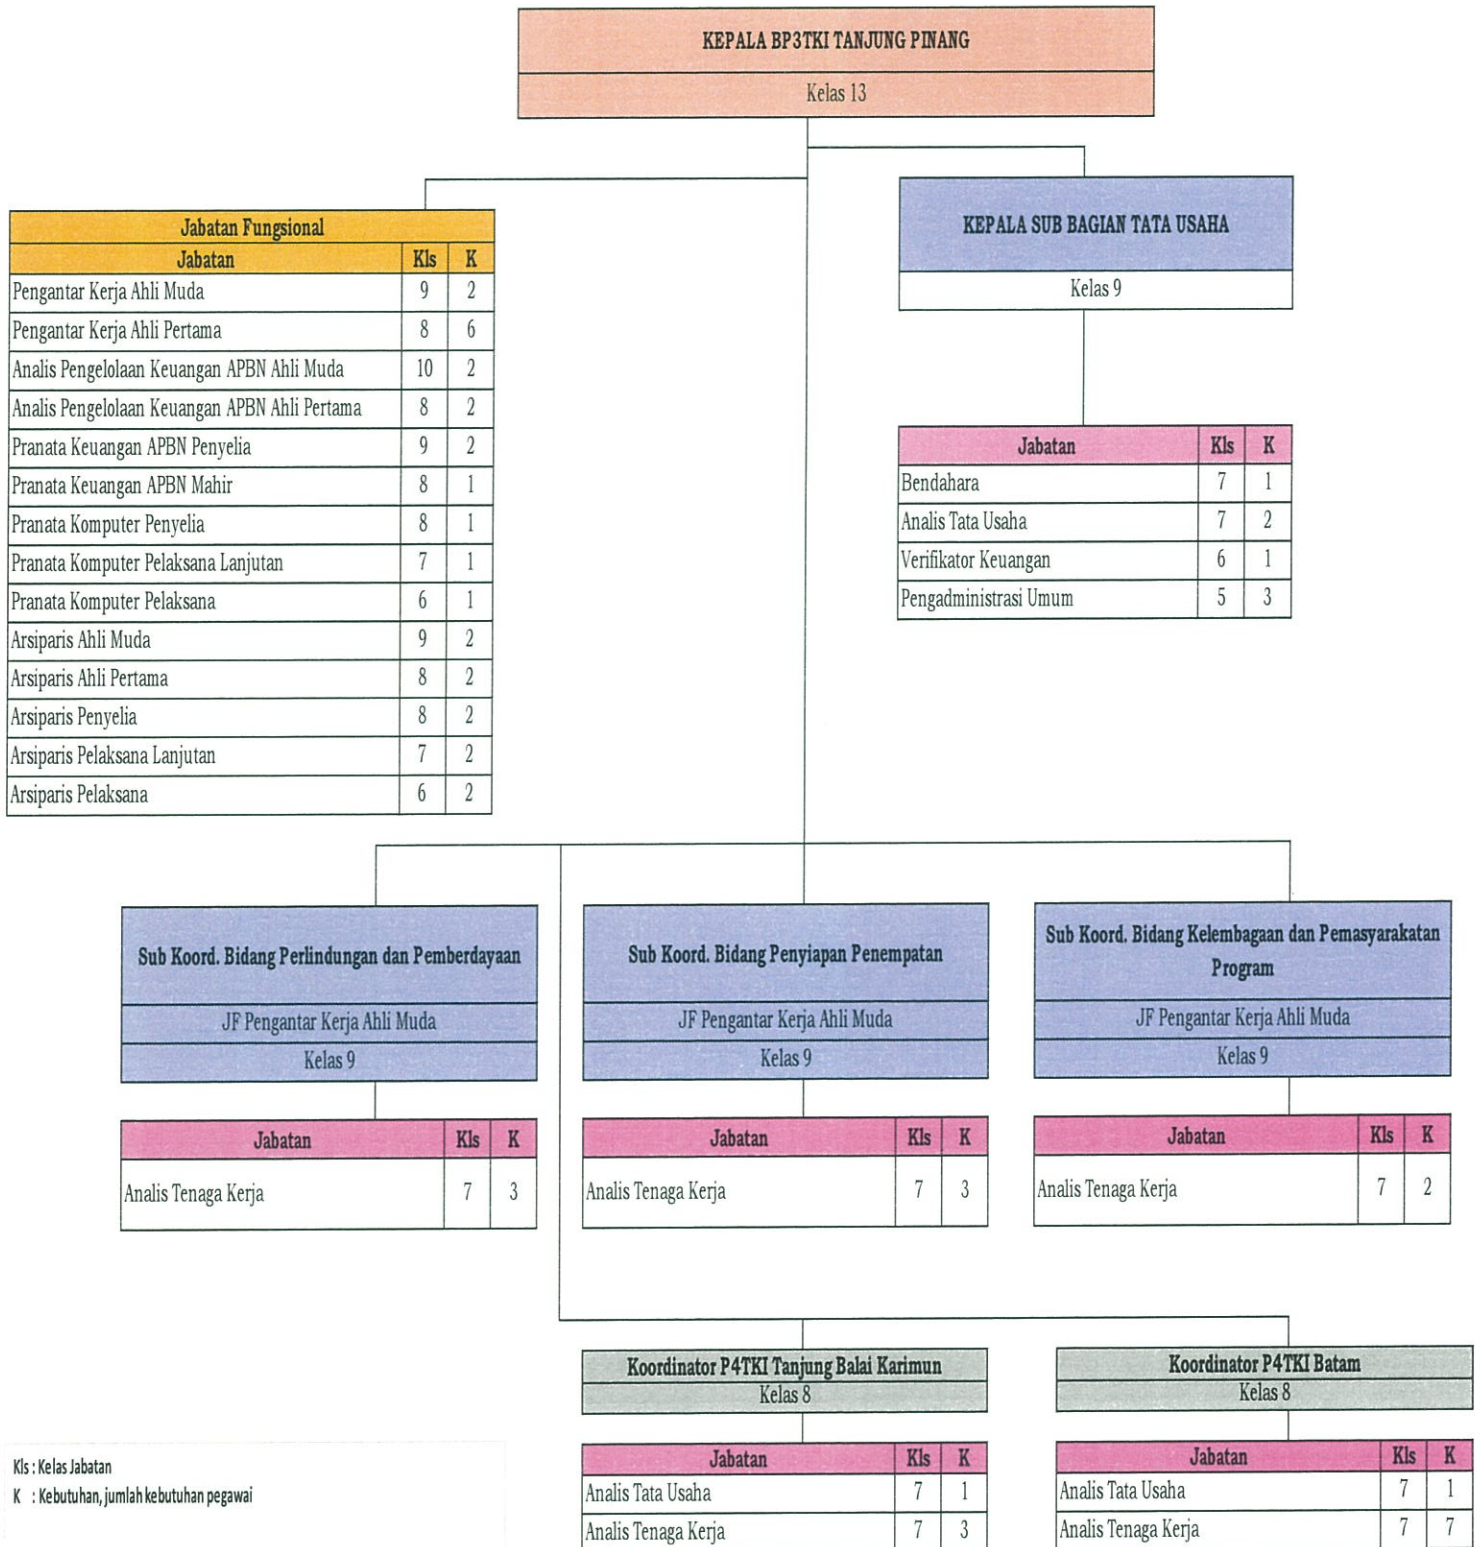 KEPALA BP3TKI TANJUNG PINANG
Kelas 13
Jabatan Fungsional
Jabatan Kls K
Pengantar Kerja Ahli Muda 9 2
Pengantar Kerja Ahli Pertama 8 6
Analis Pengelolaan Keuangan APBN Ahli Muda 10 2
Analis Pengelolaan Keuangan APBN Ahli Pertama 8 2
Pranata Keuangan APBN Penyelia 9 2
Pranata Keuangan APBN Mahir 8 1
Pranata Komputer Penyelia 8 1
Pranata Komputer Pelaksana Lanjutan 7 1
Pranata Komputer Pelaksana 6 1
Arsiparis Ahli Muda 9 2
Arsiparis Ahli Pertama 8 2
Arsiparis Penyelia 8 2
Arsiparis Pelaksana Lanjutan 7 2
Arsiparis Pelaksana 6 2
KEPALA SUB BAGIAN TATA USAHA
Kelas 9
Jabatan Kls K
Bendahara 7 1
Analis Tata Usaha 7 2
Verifikator Keuangan 6 1
Pengadministrasi Umum 5 3
Sub Koord. Bidang Perlindungan dan Pemberdayaan
JF Pengantar Kerja Ahli Muda
Kelas 9
Jabatan Kls K
Analis Tenaga Kerja 7 3
Sub Koord. Bidang Penyiapan Penempatan
JF Pengantar Kerja Ahli Muda
Kelas 9
Jabatan Kls K
Analis Tenaga Kerja 7 3
Sub Koord. Bidang Kelembagaan dan Pemasyarakatan
Program
JF Pengantar Kerja Ahli Muda
Kelas 9
Jabatan Kls K
Analis Tenaga Kerja 7 2
Koordinator P4TKI Tanjung Balai Karimun
Kelas 8
Jabatan Kls K
Analis Tata Usaha 7 1
Analis Tenaga Kerja 7 3
Koordinator P4TKI Batam
Kelas 8
Jabatan Kls K
Analis Tata Usaha 7 1
Analis Tenaga Kerja 7 7
Kls : Kelas Jabatan
K : Kebutuhan, jumlah kebutuhan pegawai